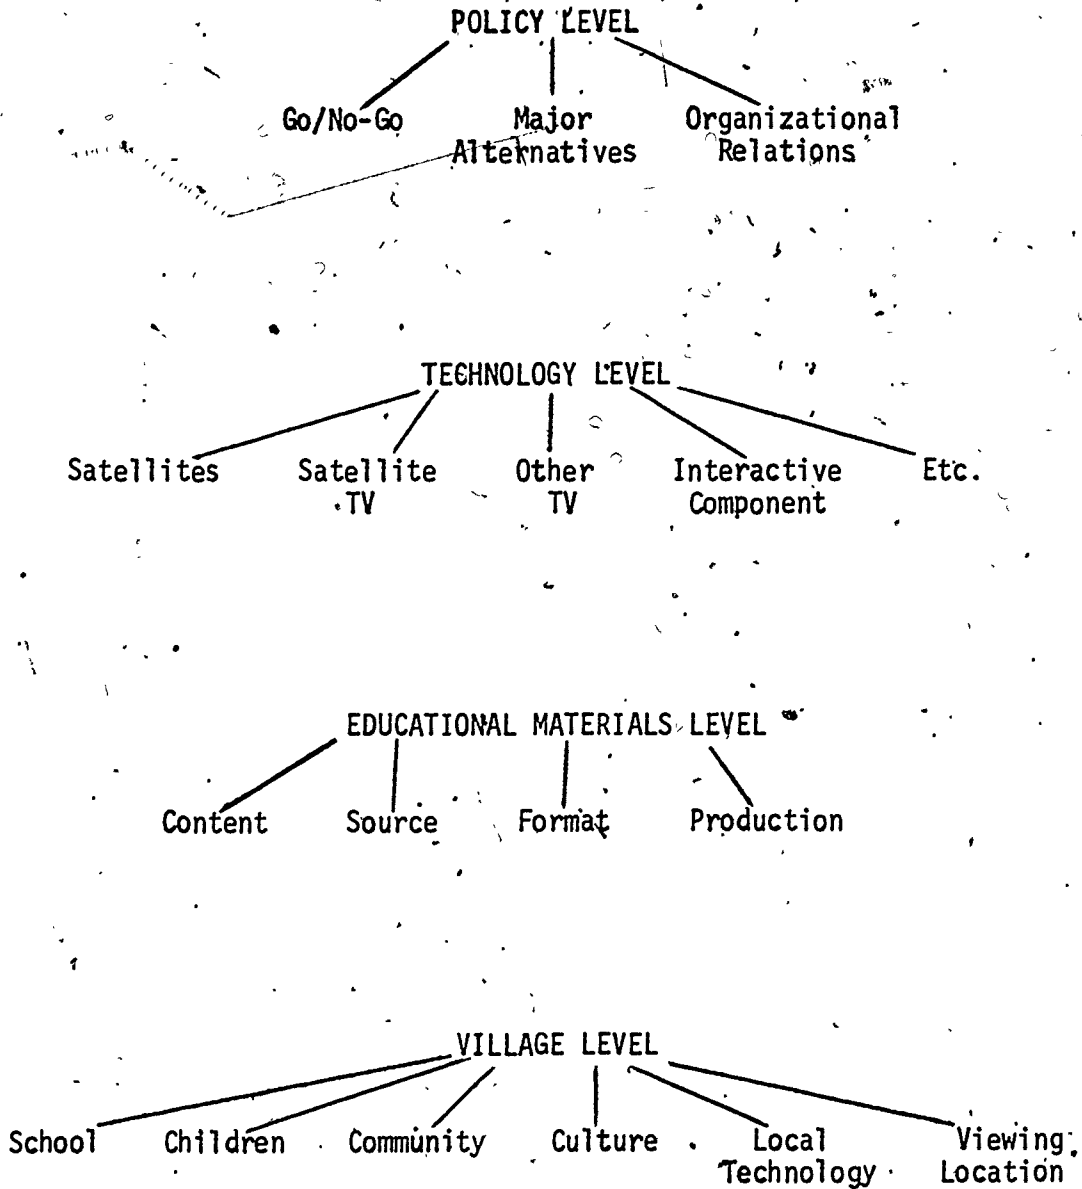 POLICY LEVEL
Go/No-Go Major Organizational
Alternatives Relations
TECHNOLOGY LEVEL
Satellites Satellite Other Interactive Etc.
TV TV Component
EDUCATIONAL MATERIALS LEVEL
Content Source Format Production
VILLAGE LEVEL
School Children Community Culture Local Viewing
Technology Location